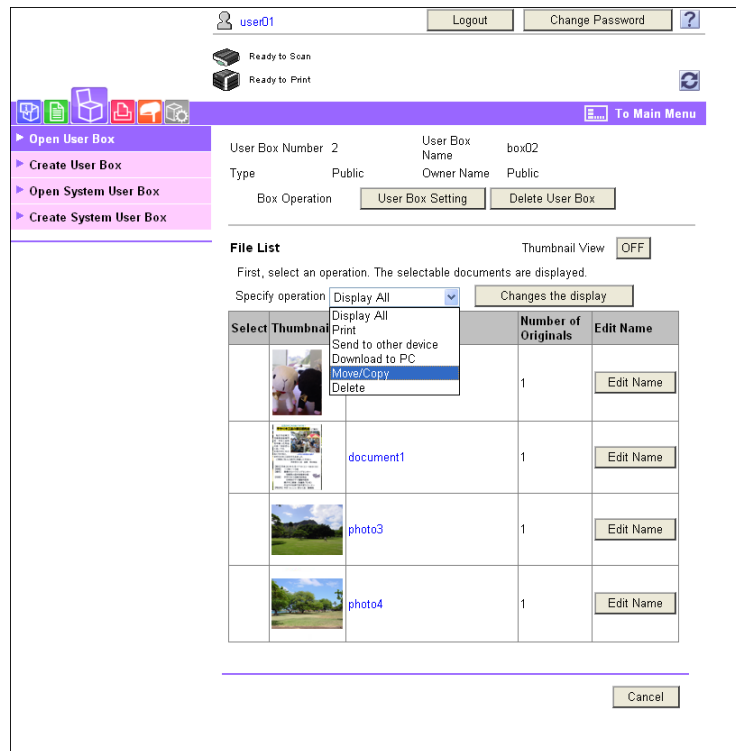 user01 Logout Change Password ?
Ready to Scan
Ready to Print
To Main Menu
Open User Box
Create User Box
Open System User Box
Create System User Box
User Box Number 2 User Box Name box02
Type Public Owner Name Public
Box Operation User Box Setting Delete User Box
File List Thumbnail View OFF
First, select an operation. The selectable documents are displayed.
Specify operation Display All Changes the display
Display All
Print
Send to other device
Download to PC
Move/Copy
Delete
Select Thumbnai Number of Originals Edit Name
1 Edit Name
document1 1 Edit Name
photo3 1 Edit Name
photo4 1 Edit Name
Cancel